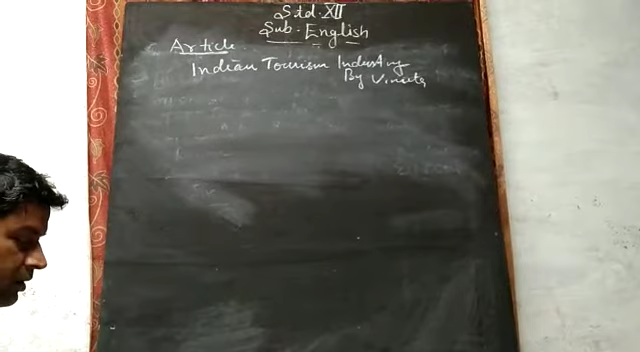 Std. XII
Sub. English
Article
Indian Tourism Industry
By Vineeta